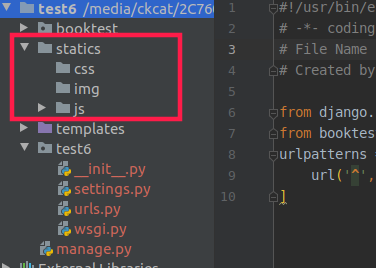 test6 /media/ckcat/2C76
booktest
statics
css
img
js
templates
test6
__init__.py
settings.py
urls.py
wsgi.py
manage.py
External Libraries
1 #!/usr/bin/e
2 # -*- coding
3 # File Name
4 # Created by
5
6 from django.
7 from booktes
8 urlpatterns =
9 url('^',
10 ]